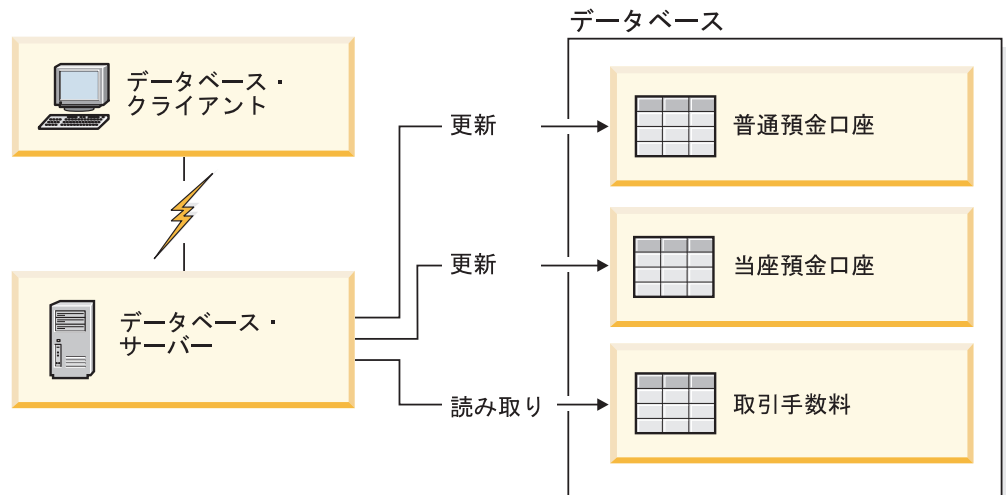 データベース
データベース・
クライアント
更新
普通預金口座
更新
当座預金口座
データベース・
サーバー
読み取り
取引手数料